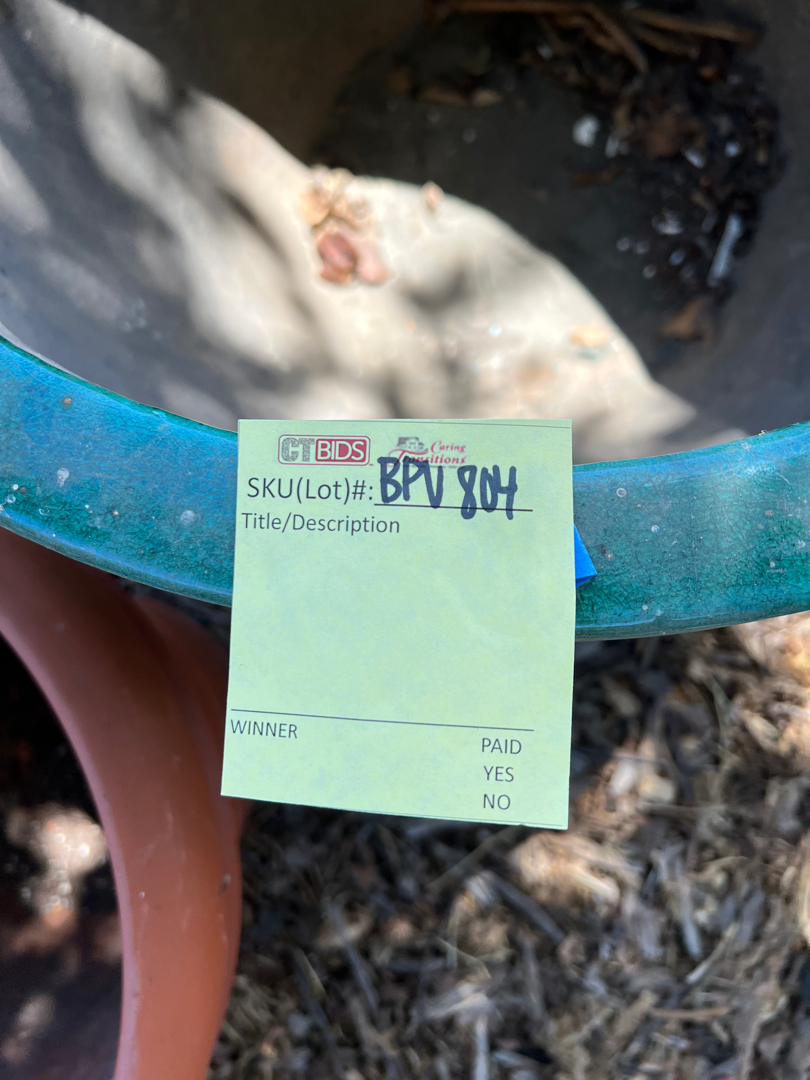 CTBIDS Caring Transitions
SKU(Lot)#: BPV 804
Title/Description
WINNER
PAID
YES
NO